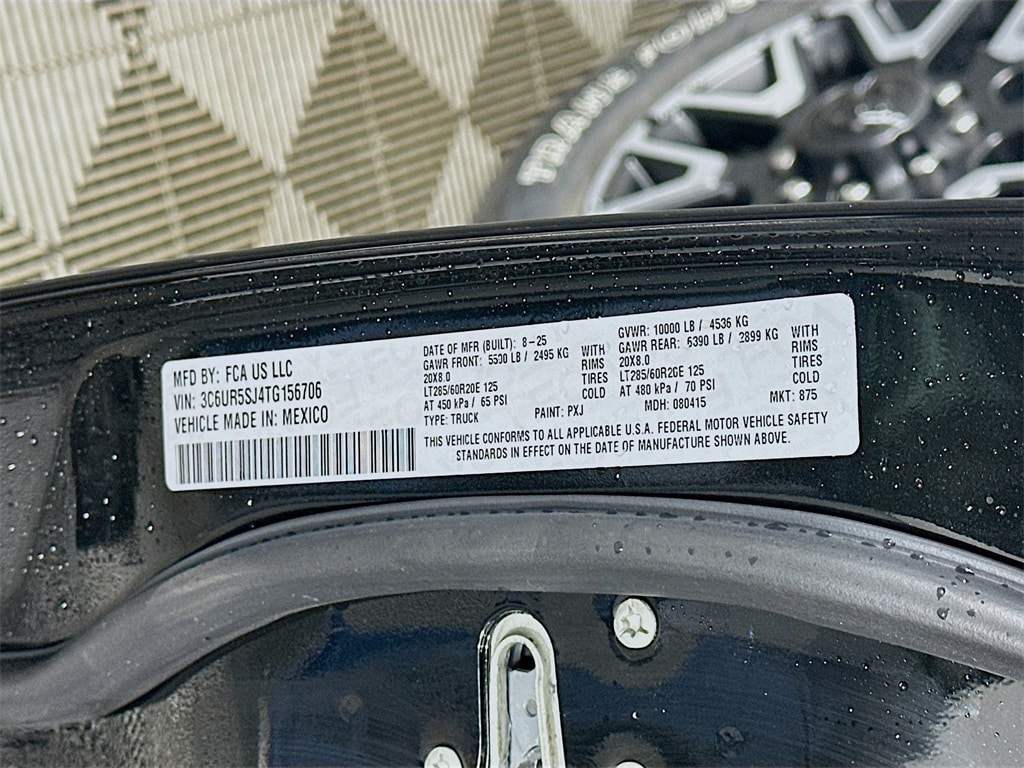 TRAIL FORCE
MFD BY: FCA US LLC
VIN: 3C6UR5SJ4TG156706
VEHICLE MADE IN: MEXICO
DATE OF MFR (BUILT): 8-25
GAWR FRONT: 5500 LB / 2495 KG
20X8.0
LT285/60R20E 125
AT 450 kPa / 65 PSI
TYPE: TRUCK
WITH
RIMS
TIRES
COLD
GVWR: 10000 LB / 4536 KG
GAWR REAR: 6390 LB / 2899 KG
20X8.0
LT285/60R20E 125
AT 480 kPa / 70 PSI
WITH
RIMS
TIRES
COLD
PAINT: PXJ
MDH: 080415
MKT: 875
THIS VEHICLE CONFORMS TO ALL APPLICABLE U.S.A. FEDERAL MOTOR VEHICLE SAFETY
STANDARDS IN EFFECT ON THE DATE OF MANUFACTURE SHOWN ABOVE.